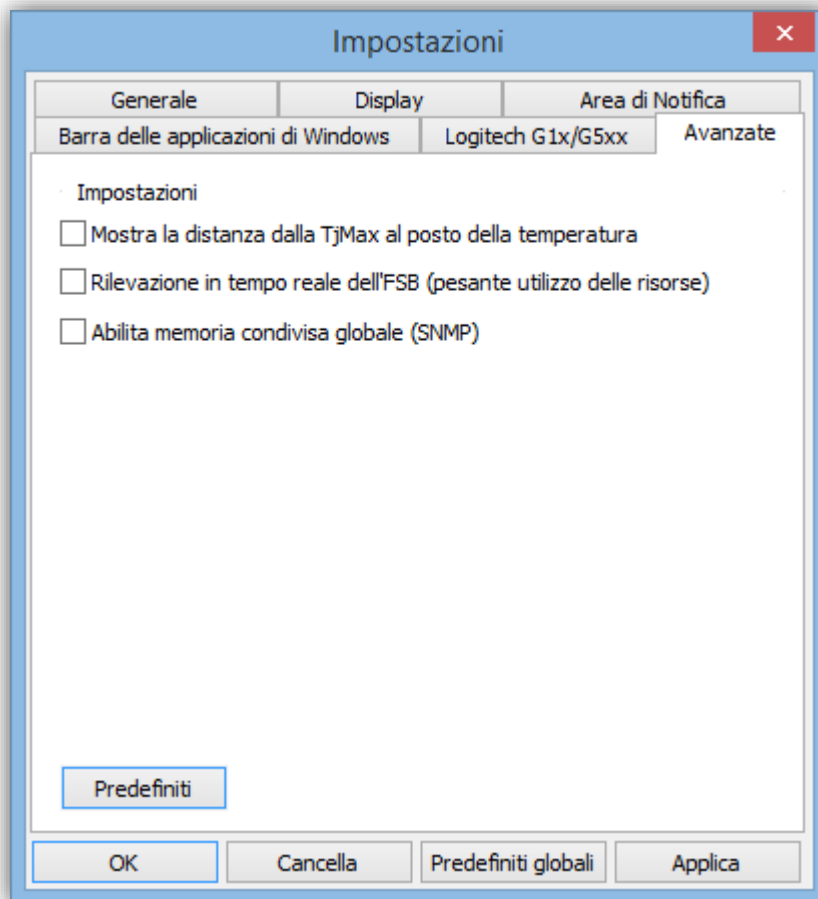 Impostazioni
Generale Display Area di Notifica
Barra delle applicazioni di Windows Logitech G1x/G5xx Avanzate
Impostazioni
Mostra la distanza dalla TjMax al posto della temperatura
Rilevazione in tempo reale dell'FSB (pesante utilizzo delle risorse)
Abilita memoria condivisa globale (SNMP)
Predefiniti
OK Cancella Predefiniti globali Applica